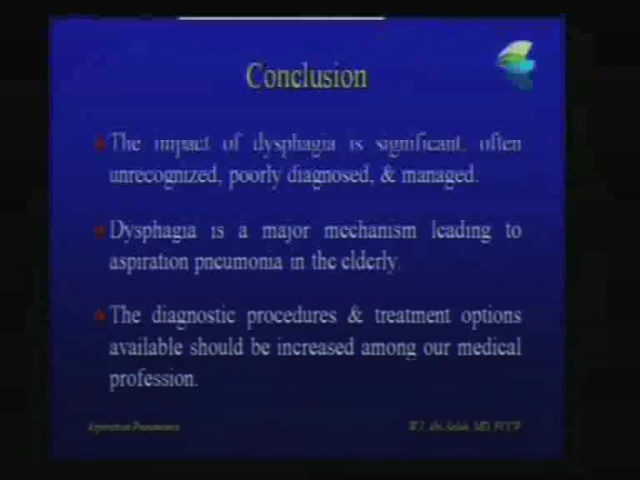 Conclusion
The impact of dysphagia is significant, often
unrecognized, poorly diagnosed, & managed.
Dysphagia is a major mechanism leading to
aspiration pneumonia in the elderly.
The diagnostic procedures & treatment options
available should be increased among our medical
profession.
Aspiration Pneumonia
MD, FCCP